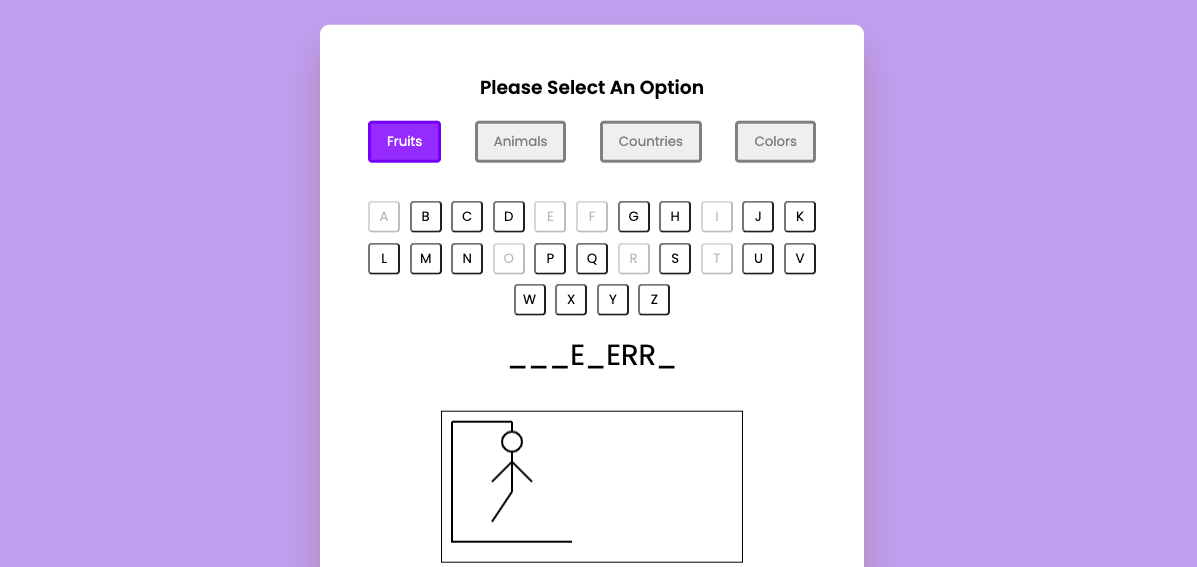 Please Select An Option
Fruits Animals Countries Colors
A B C D E F G H I J K
L M N O P Q R S T U V
W X Y Z
_ _ _E_ERR_